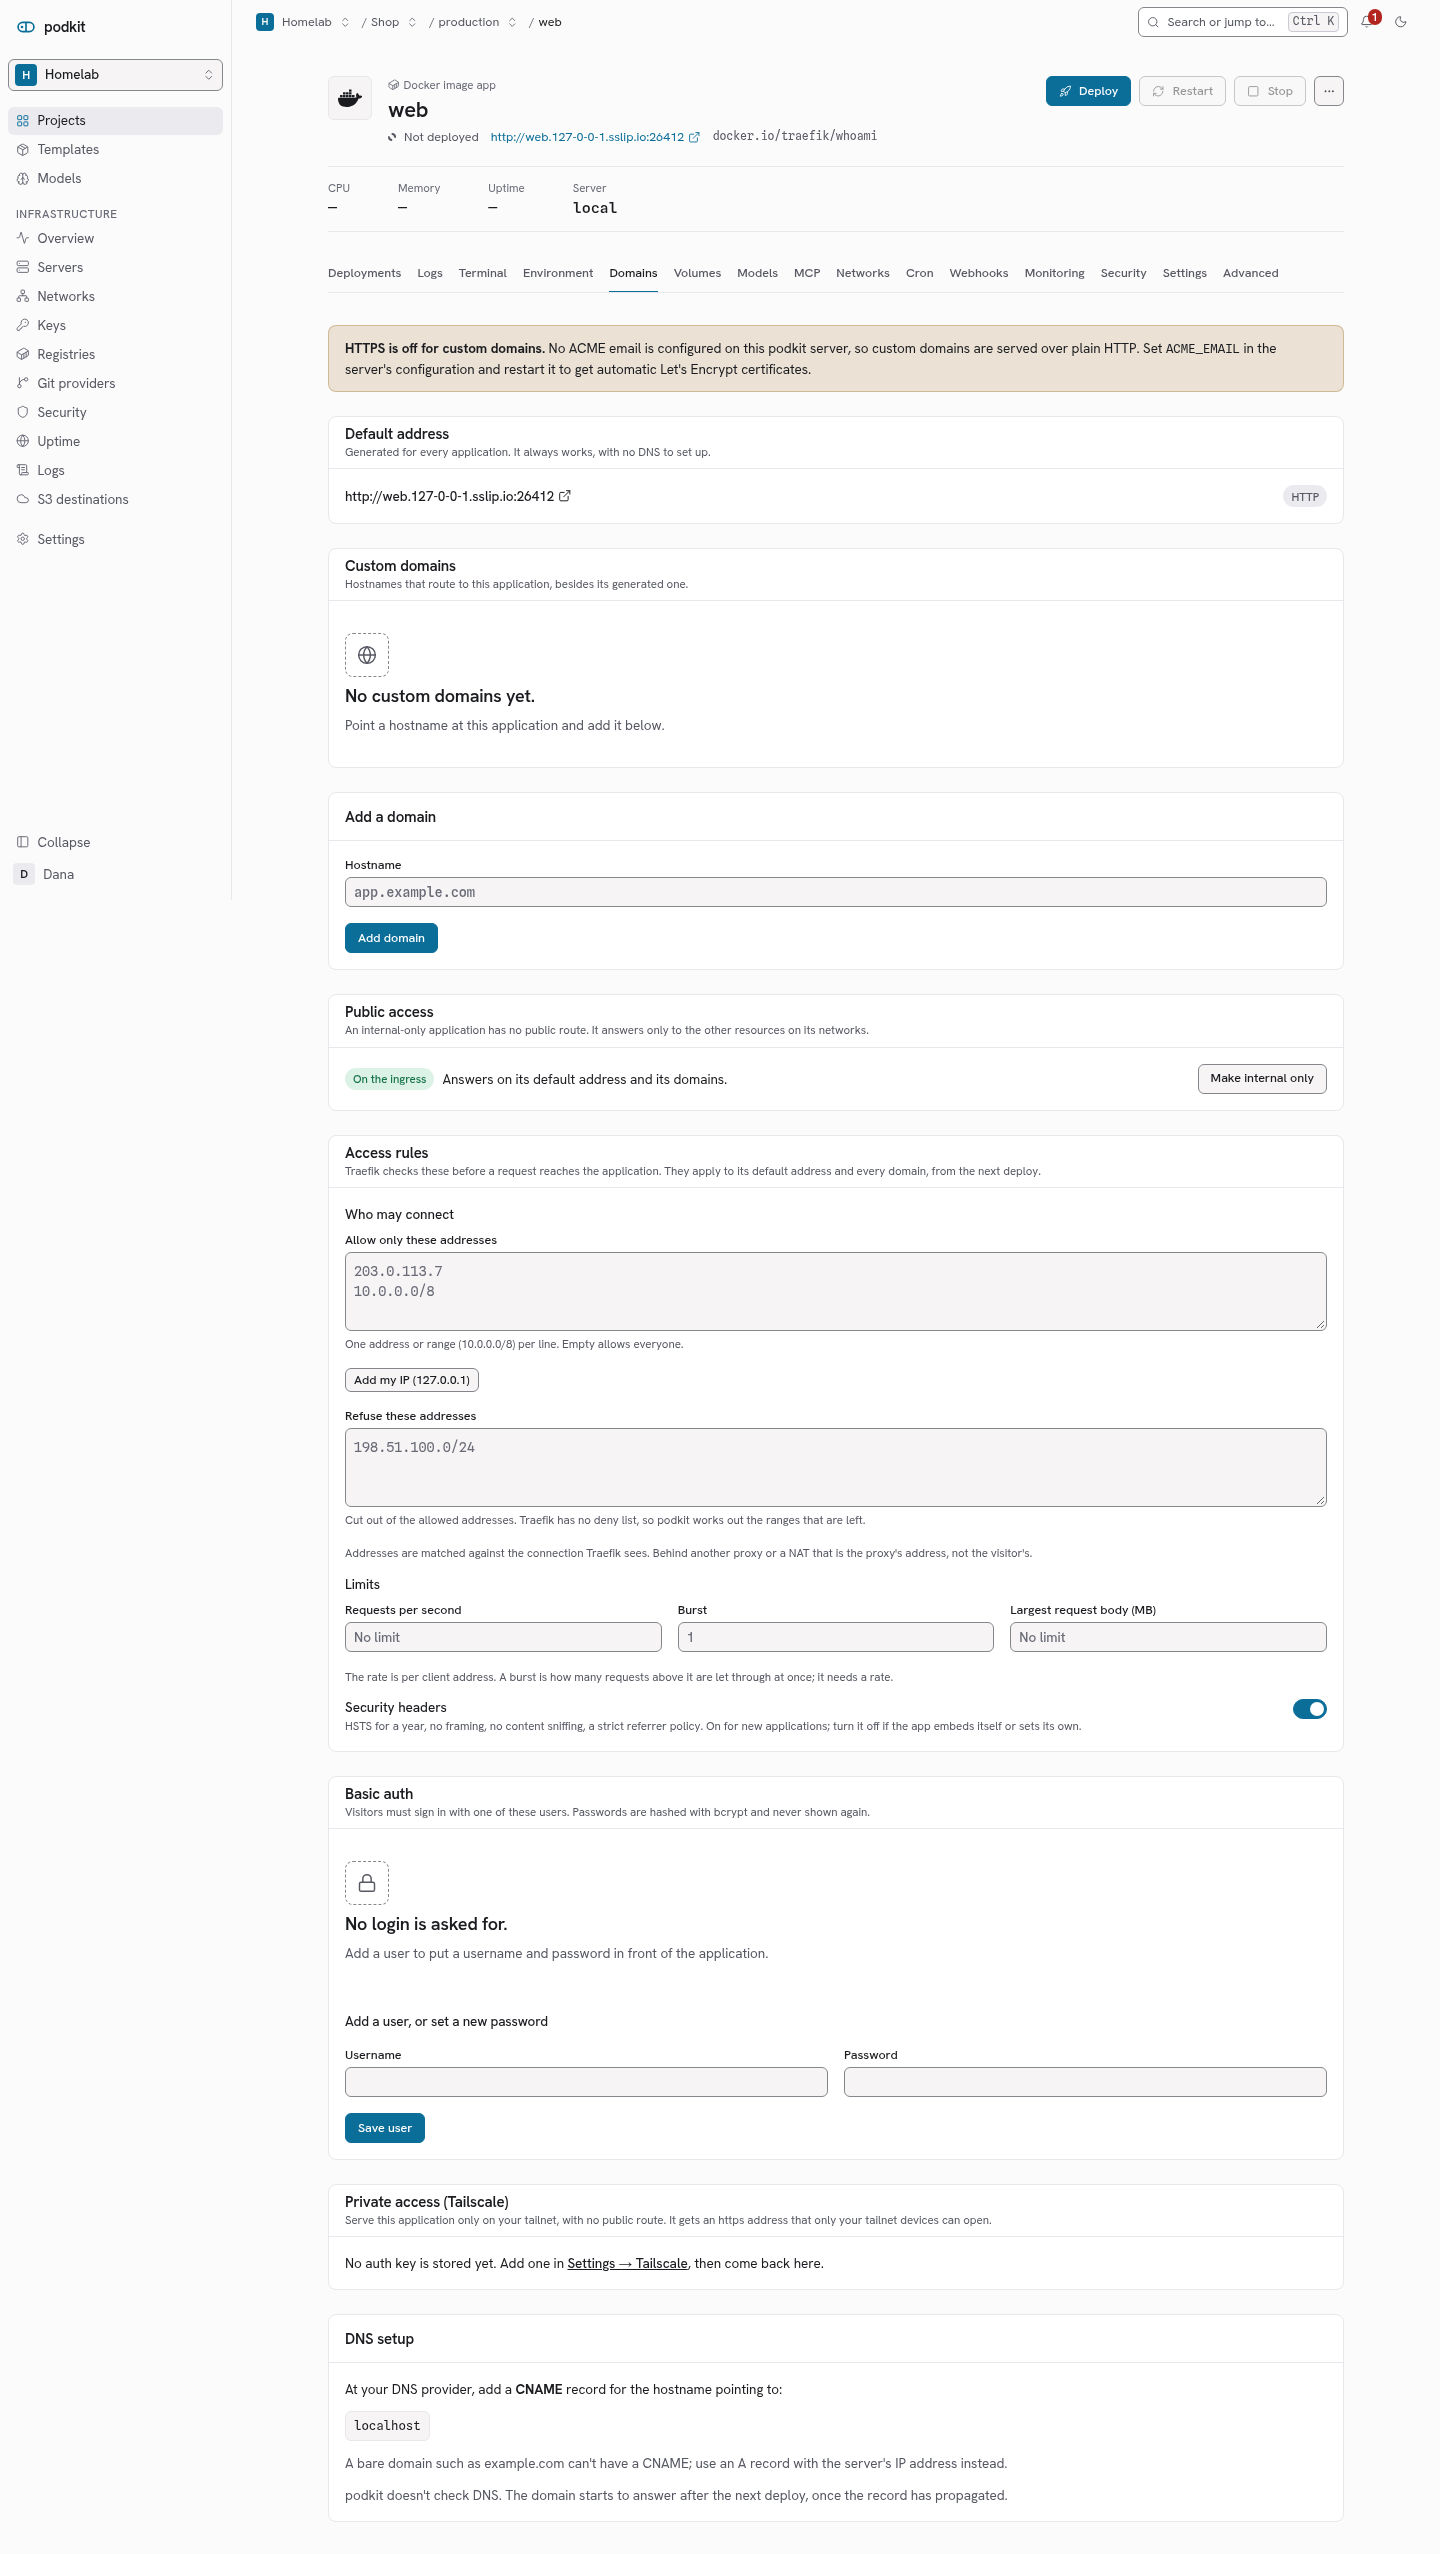 podkit
H Homelab
Projects
Templates
Models
INFRASTRUCTURE
Overview
Servers
Networks
Keys
Registries
Git providers
Security
Uptime
Logs
S3 destinations
Settings
Collapse
D Dana
H Homelab / Shop / production / web
Search or jump to... Ctrl K
1
Docker image app
web
Not deployed http://web.127-0-0-1.sslip.io:26412 docker.io/traefik/whoami
Deploy Restart Stop ...
CPU Memory Uptime Server
— — — local
Deployments Logs Terminal Environment Domains Volumes Models MCP Networks Cron Webhooks Monitoring Security Settings Advanced
HTTPS is off for custom domains. No ACME email is configured on this podkit server, so custom domains are served over plain HTTP. Set ACME_EMAIL in the
server's configuration and restart it to get automatic Let's Encrypt certificates.
Default address
Generated for every application. It always works, with no DNS to set up.
http://web.127-0-0-1.sslip.io:26412 HTTP
Custom domains
Hostnames that route to this application, besides its generated one.
No custom domains yet.
Point a hostname at this application and add it below.
Add a domain
Hostname
app.example.com
Add domain
Public access
An internal-only application has no public route. It answers only to the other resources on its networks.
On the ingress Answers on its default address and its domains. Make internal only
Access rules
Traefik checks these before a request reaches the application. They apply to its default address and every domain, from the next deploy.
Who may connect
Allow only these addresses
203.0.113.7
10.0.0.0/8
One address or range (10.0.0.0/8) per line. Empty allows everyone.
Add my IP (127.0.0.1)
Refuse these addresses
198.51.100.0/24
Cut out of the allowed addresses. Traefik has no deny list, so podkit works out the ranges that are left.
Addresses are matched against the connection Traefik sees. Behind another proxy or a NAT that is the proxy's address, not the visitor's.
Limits
Requests per second Burst Largest request body (MB)
No limit 1 No limit
The rate is per client address. A burst is how many requests above it are let through at once; it needs a rate.
Security headers
HSTS for a year, no framing, no content sniffing, a strict referrer policy. On for new applications; turn it off if the app embeds itself or sets its own.
Basic auth
Visitors must sign in with one of these users. Passwords are hashed with bcrypt and never shown again.
No login is asked for.
Add a user to put a username and password in front of the application.
Add a user, or set a new password
Username Password
Save user
Private access (Tailscale)
Serve this application only on your tailnet, with no public route. It gets an https address that only your tailnet devices can open.
No auth key is stored yet. Add one in Settings → Tailscale, then come back here.
DNS setup
At your DNS provider, add a CNAME record for the hostname pointing to:
localhost
A bare domain such as example.com can't have a CNAME; use an A record with the server's IP address instead.
podkit doesn't check DNS. The domain starts to answer after the next deploy, once the record has propagated.